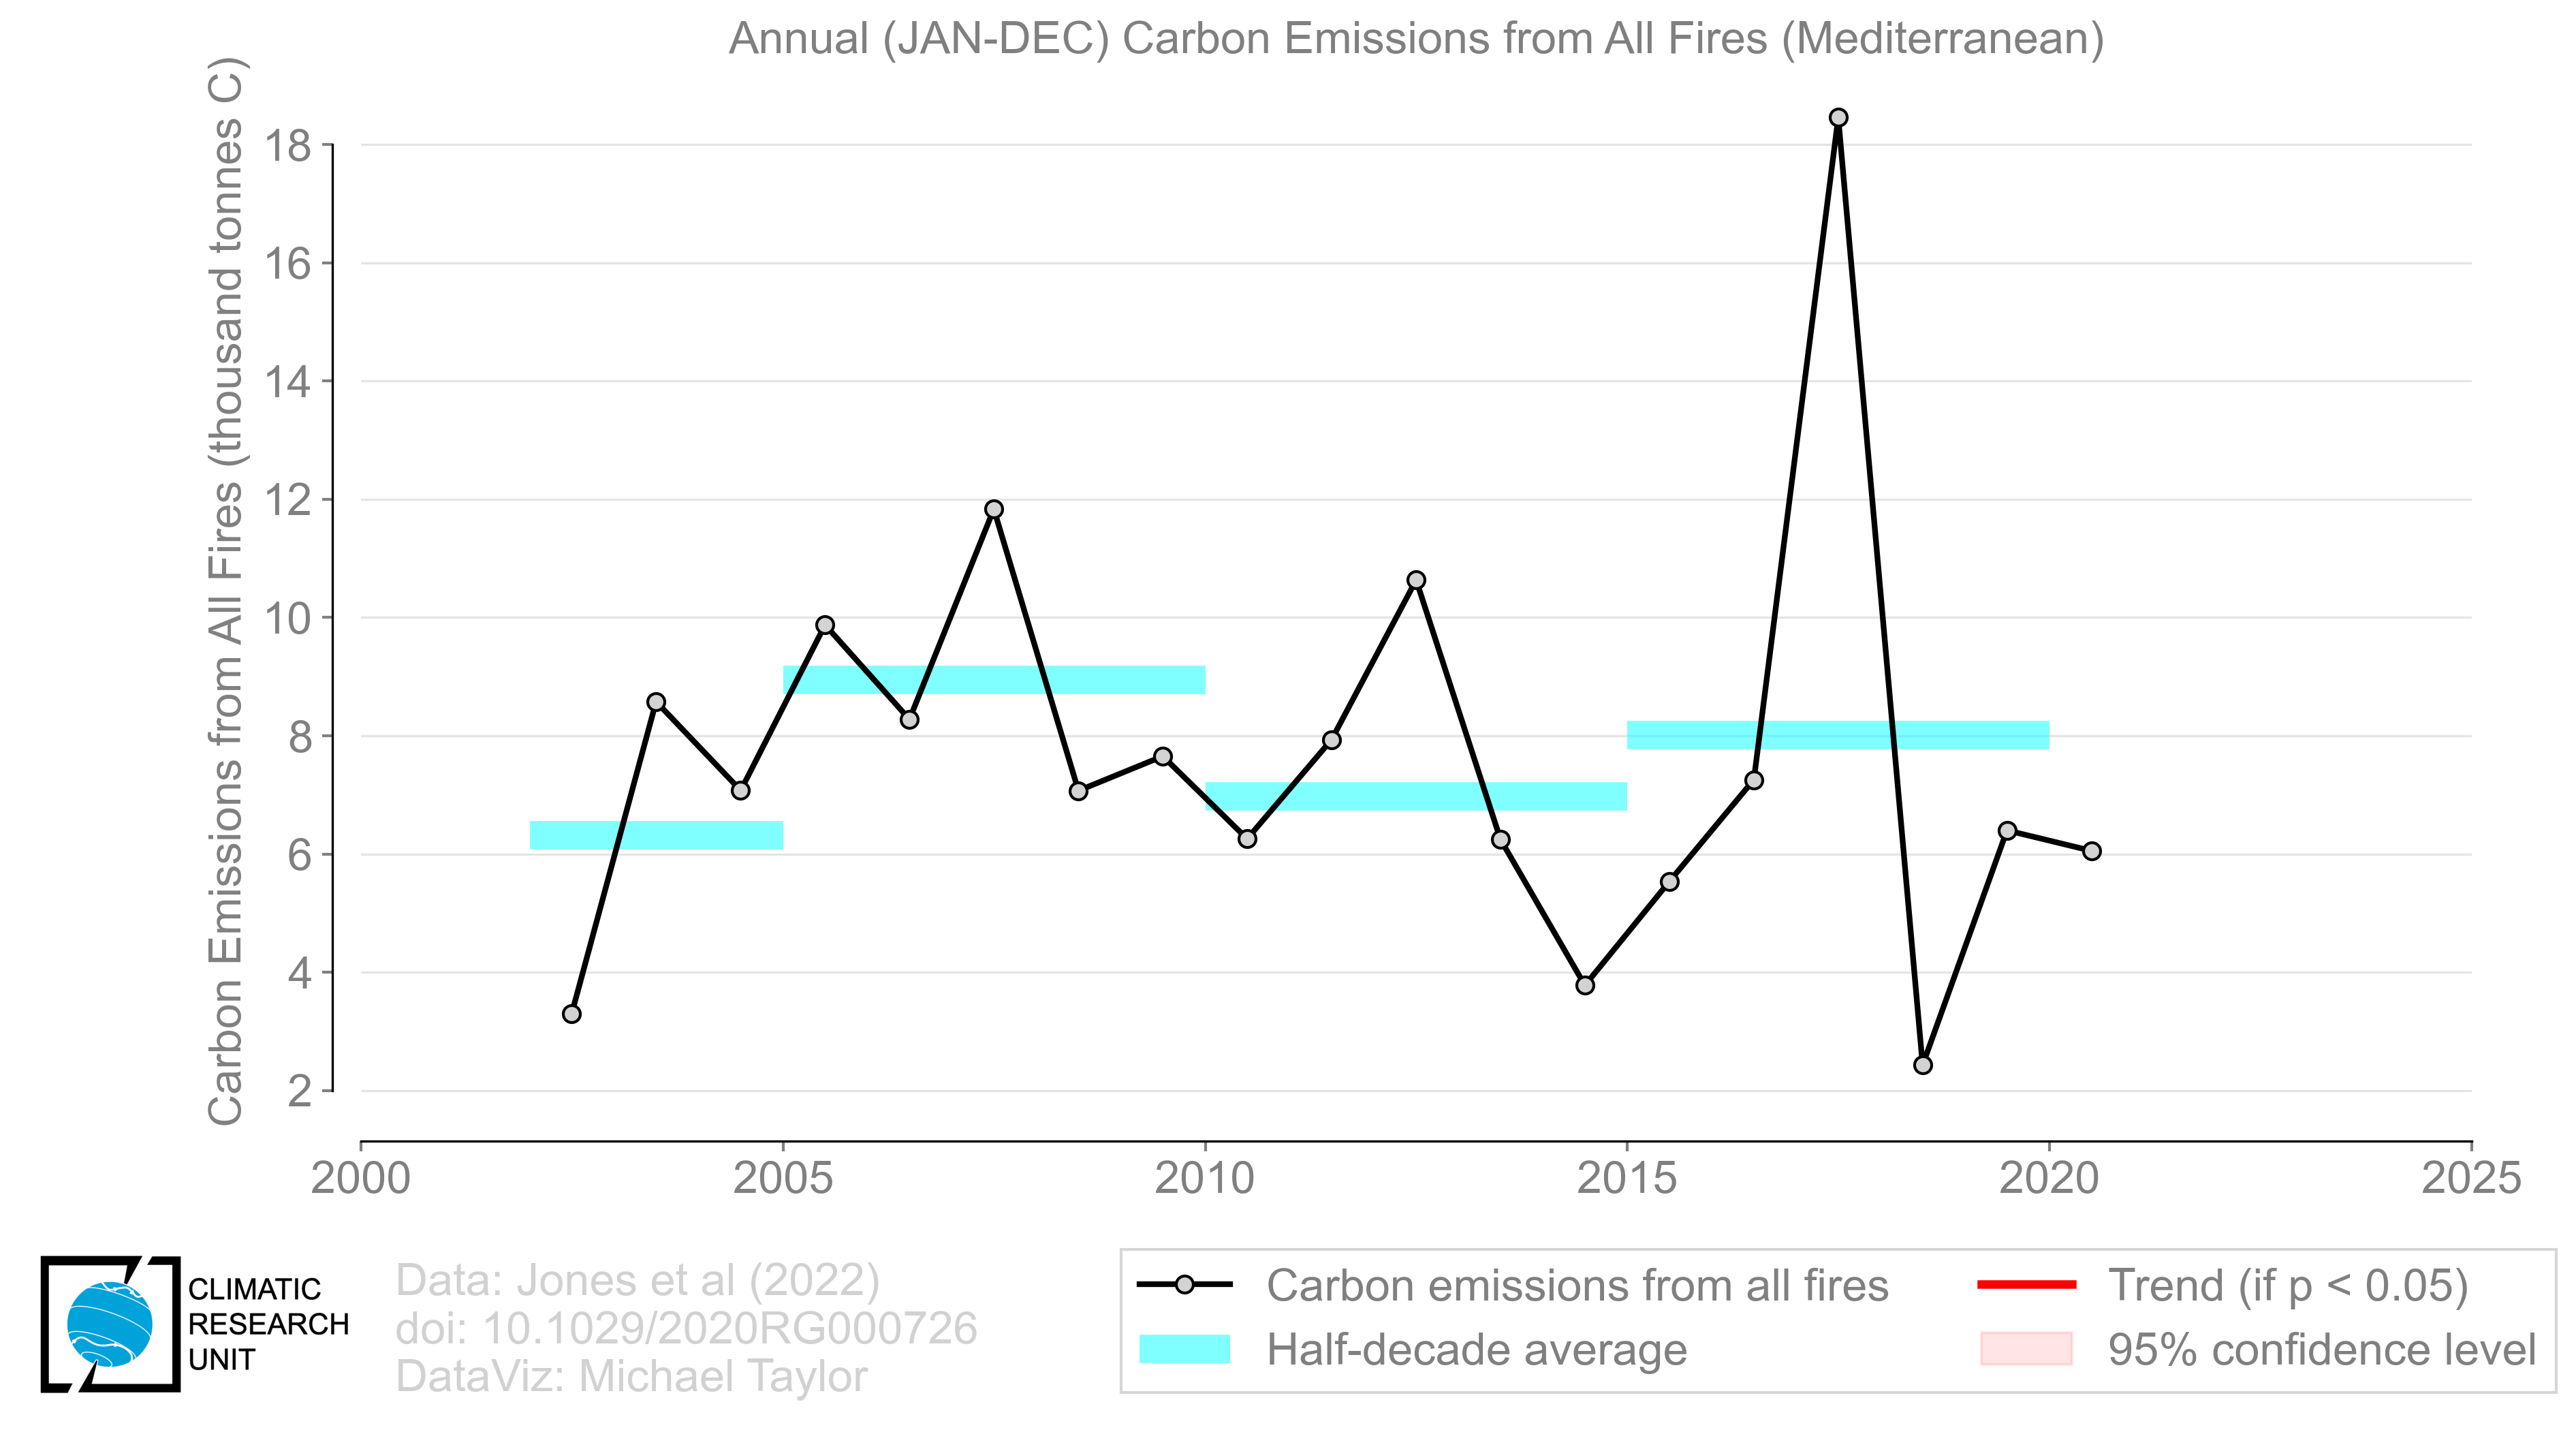 Annual (JAN-DEC) Carbon Emissions from All Fires (Mediterranean)
Carbon Emissions from All Fires (thousand tonnes C)
18
16
14
12
10
8
6
4
2
2000 2005 2010 2015 2020 2025
CLIMATIC
RESEARCH
UNIT
Data: Jones et al (2022)
doi: 10.1029/2020RG000726
DataViz: Michael Taylor
Carbon emissions from all fires
Half-decade average
Trend (if p < 0.05)
95% confidence level